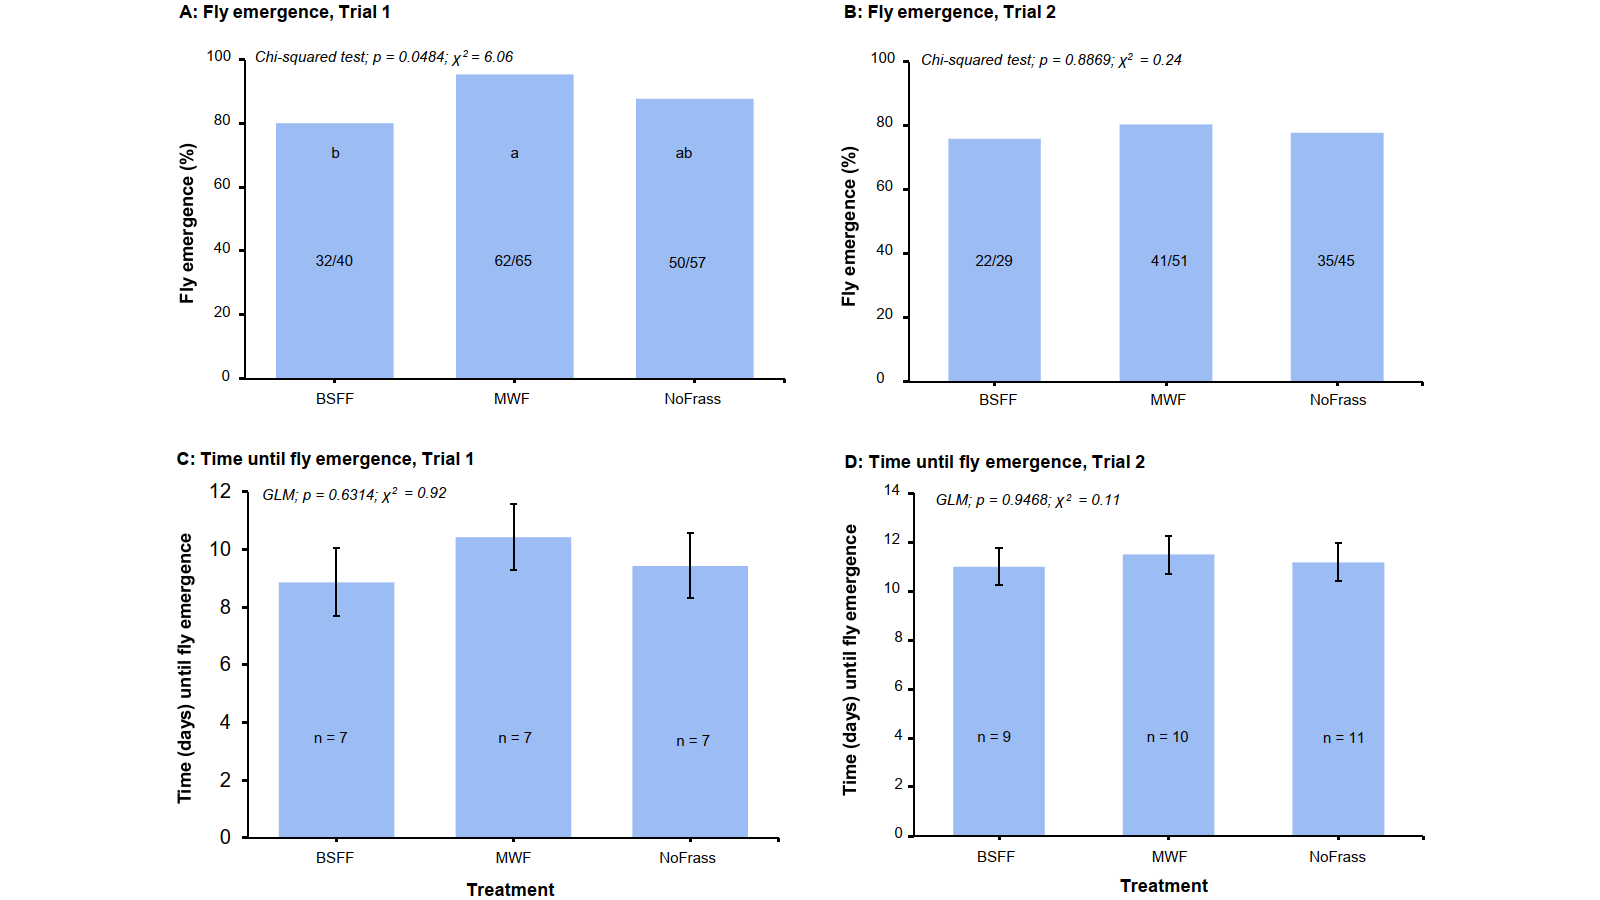 A: Fly emergence, Trial 1
Chi-squared test; p = 0.0484; χ² = 6.06
Fly emergence (%)
100
80
60
40
20
0
b
a
ab
32/40
62/65
50/57
BSFF
MWF
NoFrass
B: Fly emergence, Trial 2
Chi-squared test; p = 0.8869; χ² = 0.24
Fly emergence (%)
100
80
60
40
20
0
22/29
41/51
35/45
BSFF
MWF
NoFrass
C: Time until fly emergence, Trial 1
GLM; p = 0.6314; χ² = 0.92
Time (days) until fly emergence
12
10
8
6
4
2
0
n = 7
n = 7
n = 7
BSFF
MWF
NoFrass
Treatment
D: Time until fly emergence, Trial 2
GLM; p = 0.9468; χ² = 0.11
Time (days) until fly emergence
14
12
10
8
6
4
2
0
n = 9
n = 10
n = 11
BSFF
MWF
NoFrass
Treatment